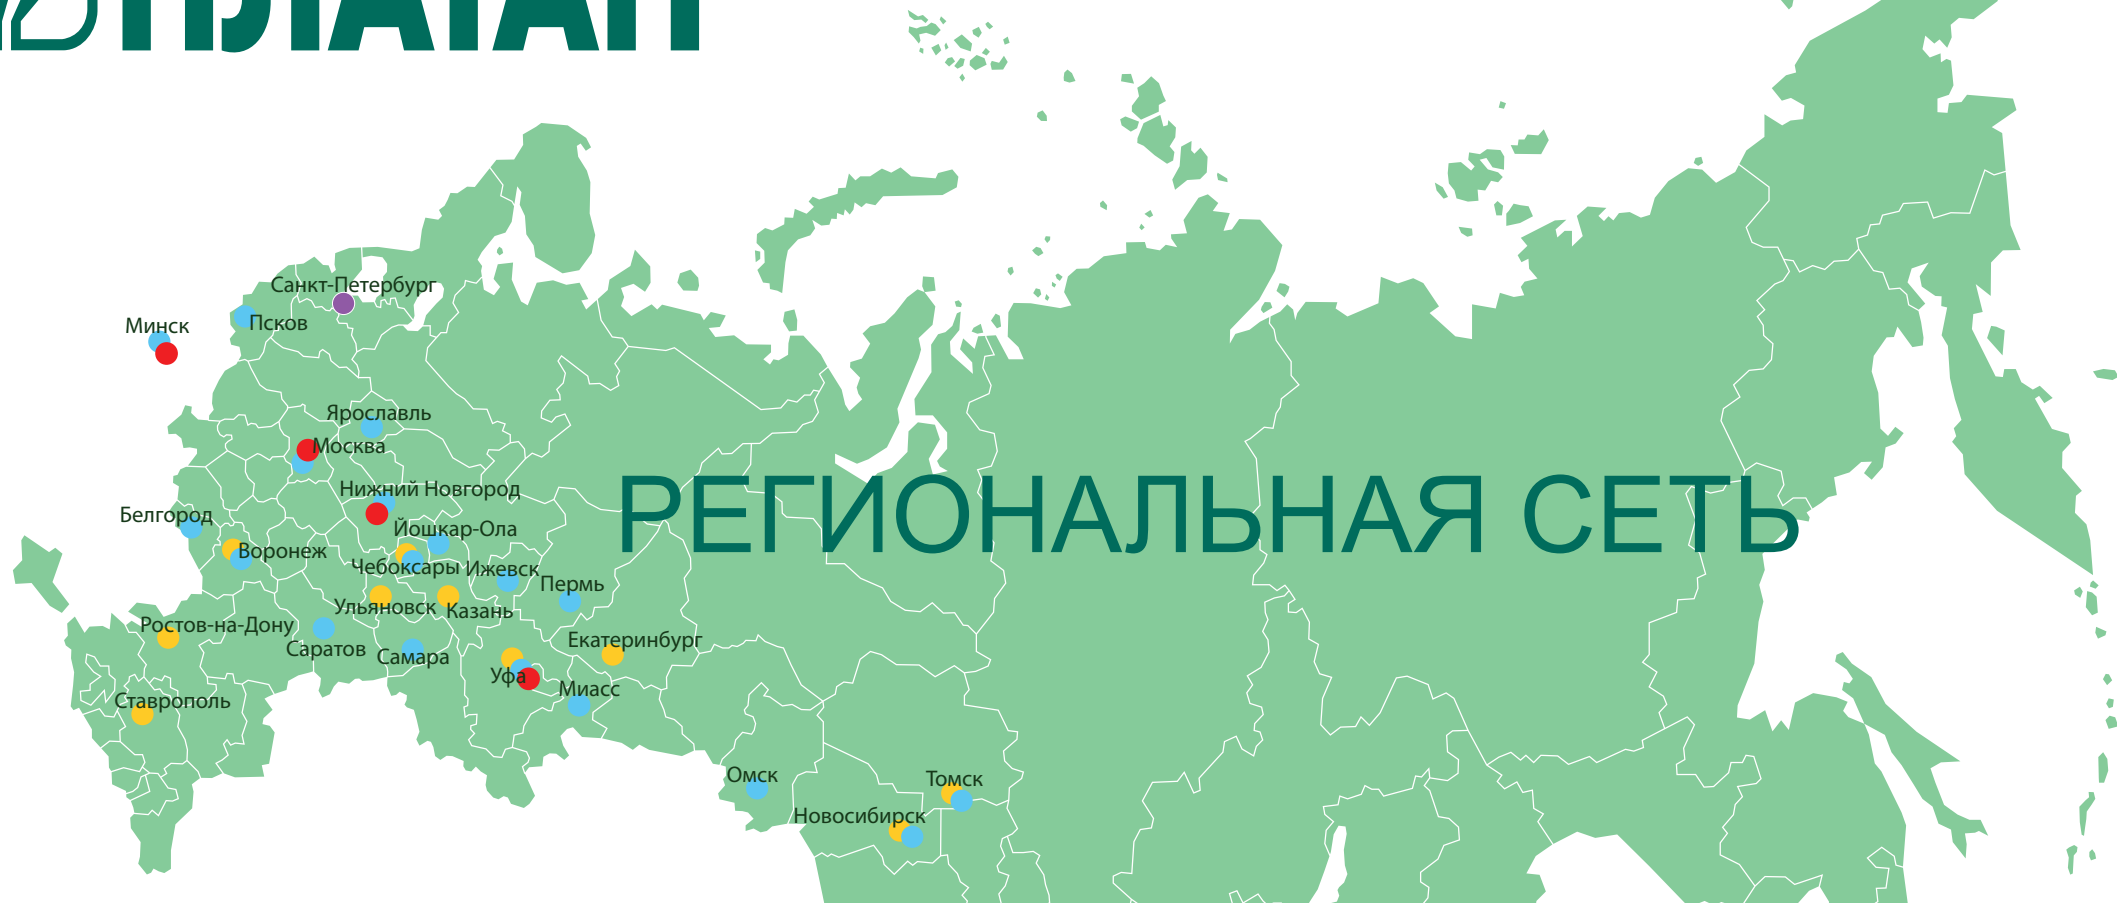 ПЛАТАН
Санкт-Петербург
Псков
Минск
Ярославль
Москва
РЕГИОНАЛЬНАЯ СЕТЬ
Нижний Новгород
Белгород
Йошкар-Ола
Воронеж
Чебоксары
Ижевск
Пермь
Ульяновск
Казань
Ростов-на-Дону
Саратов
Самара
Екатеринбург
Уфа
Миасс
Ставрополь
Омск
Томск
Новосибирск